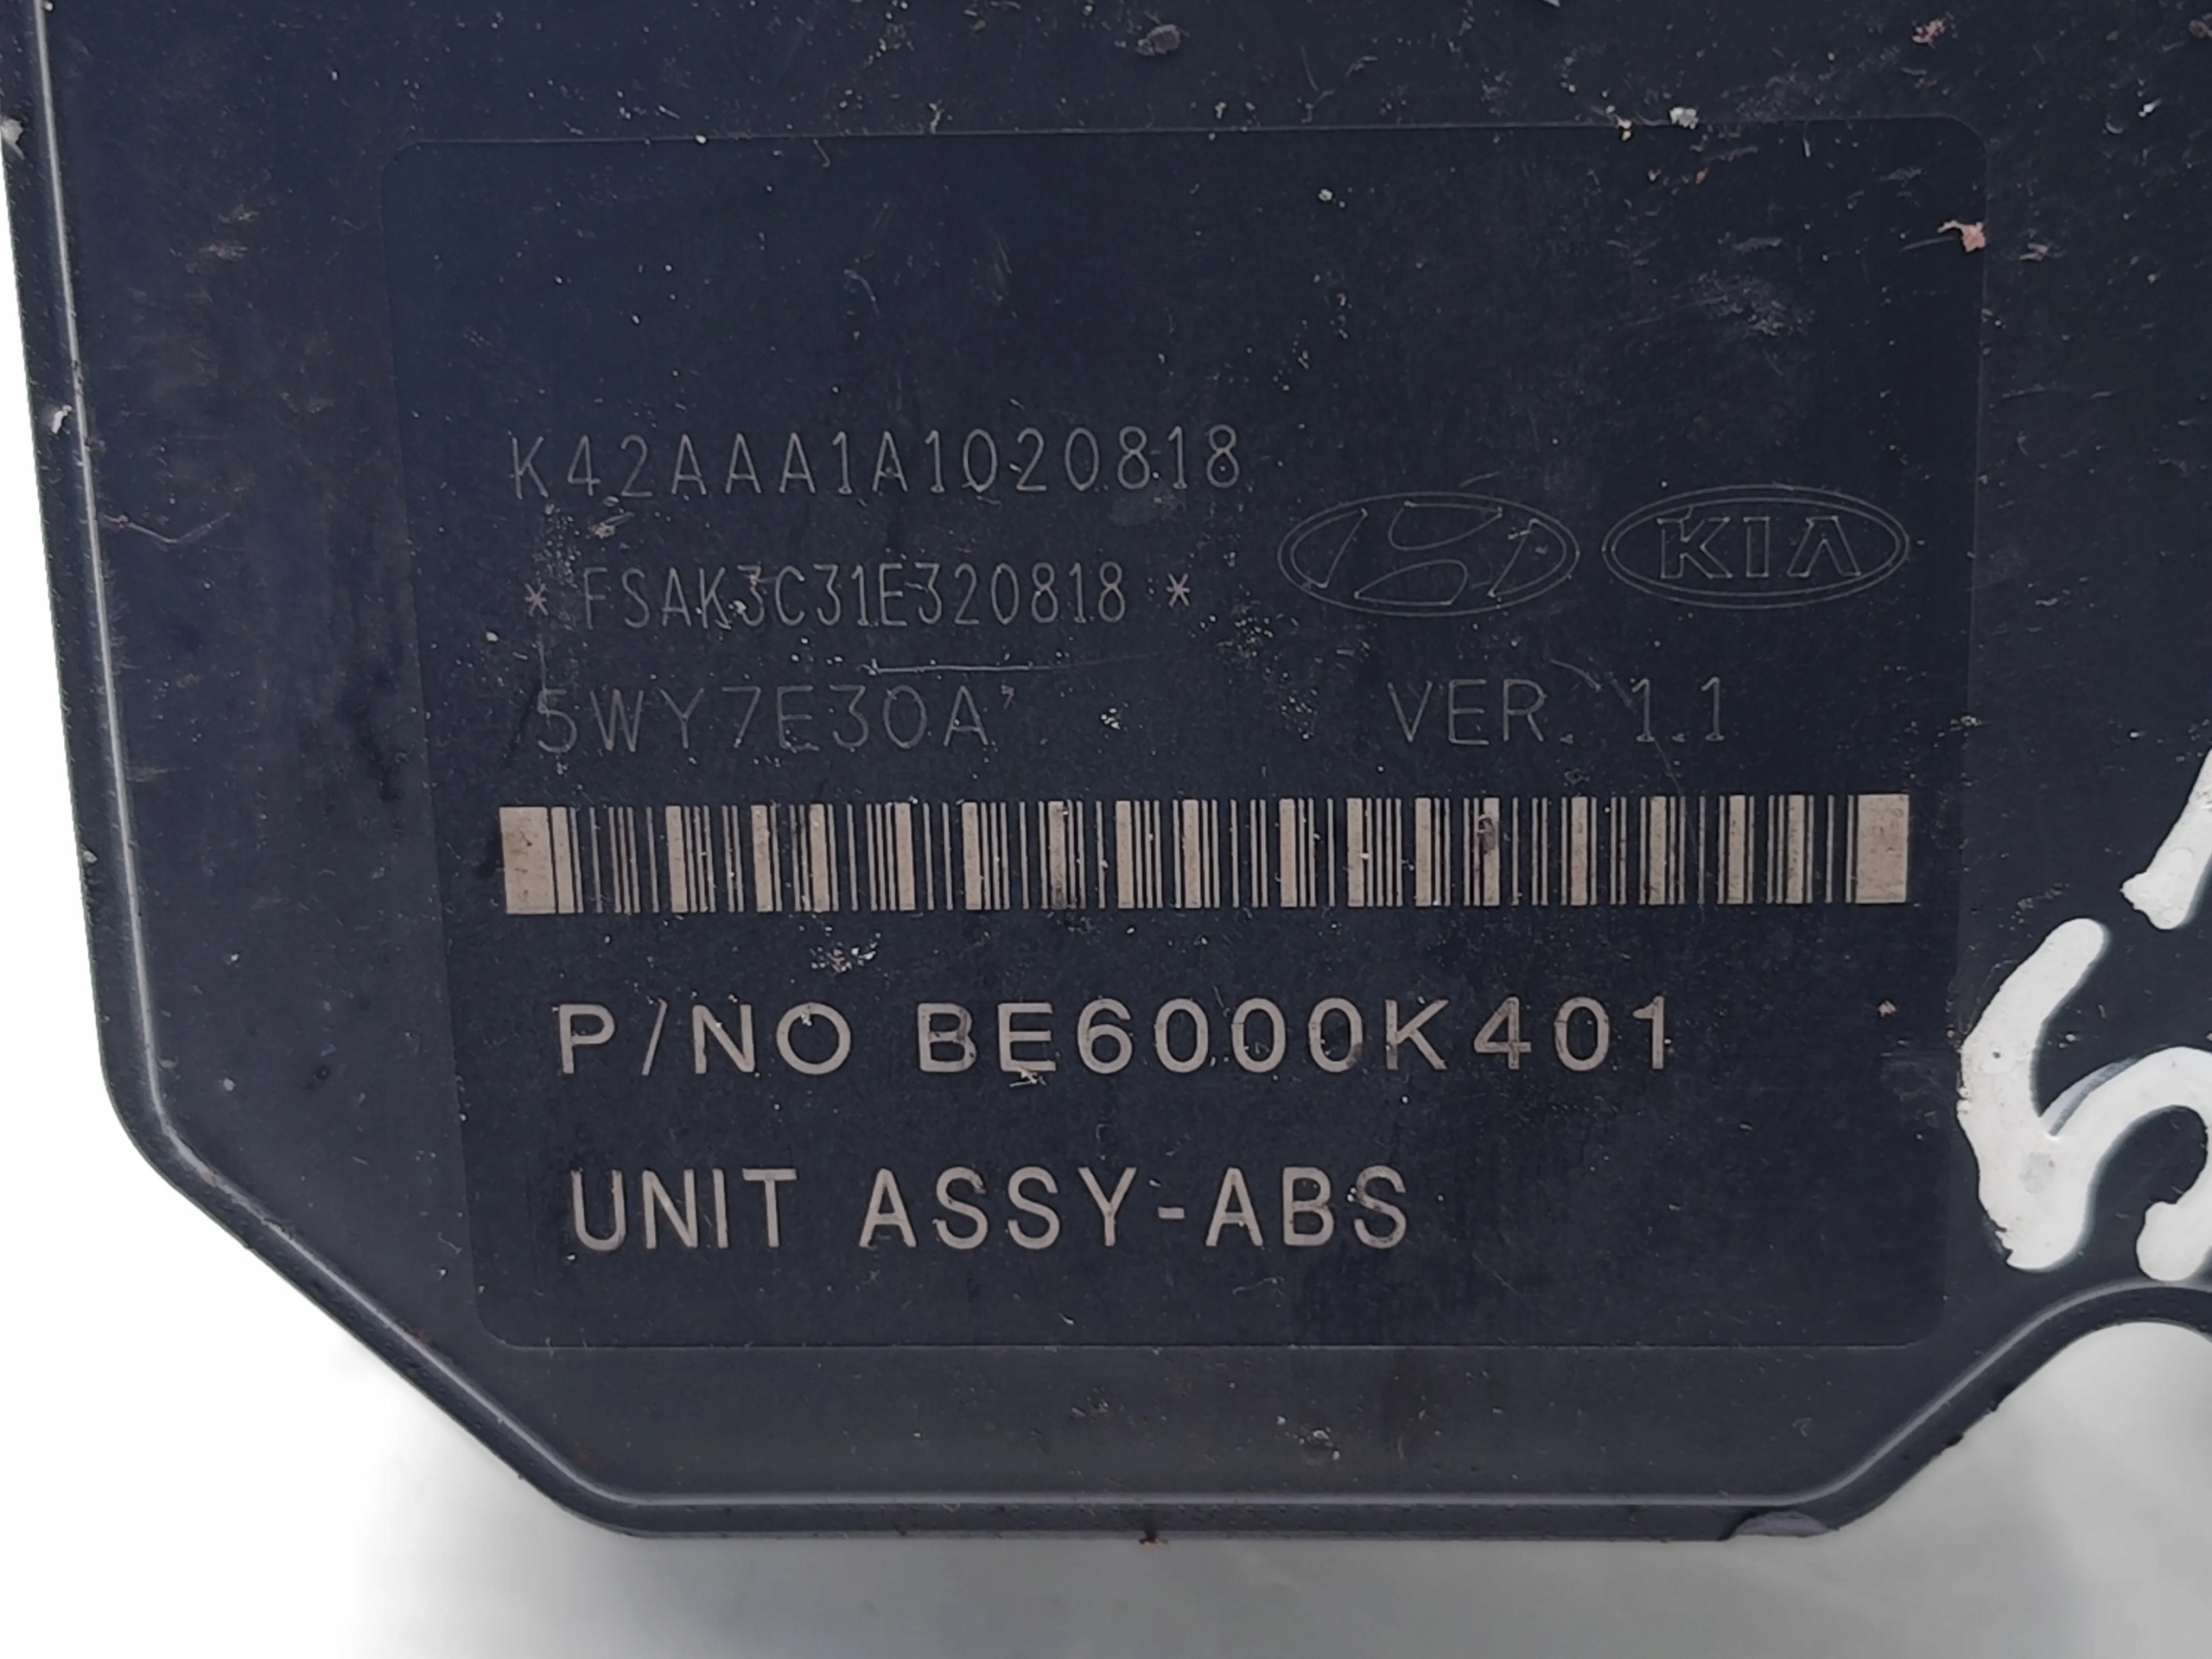 K42AAA1A1020818
* FSAK3C31E320818 *
KIA
5WY7E30A VER. 1.1
P/NO BE6000K401
UNIT ASSY-ABS